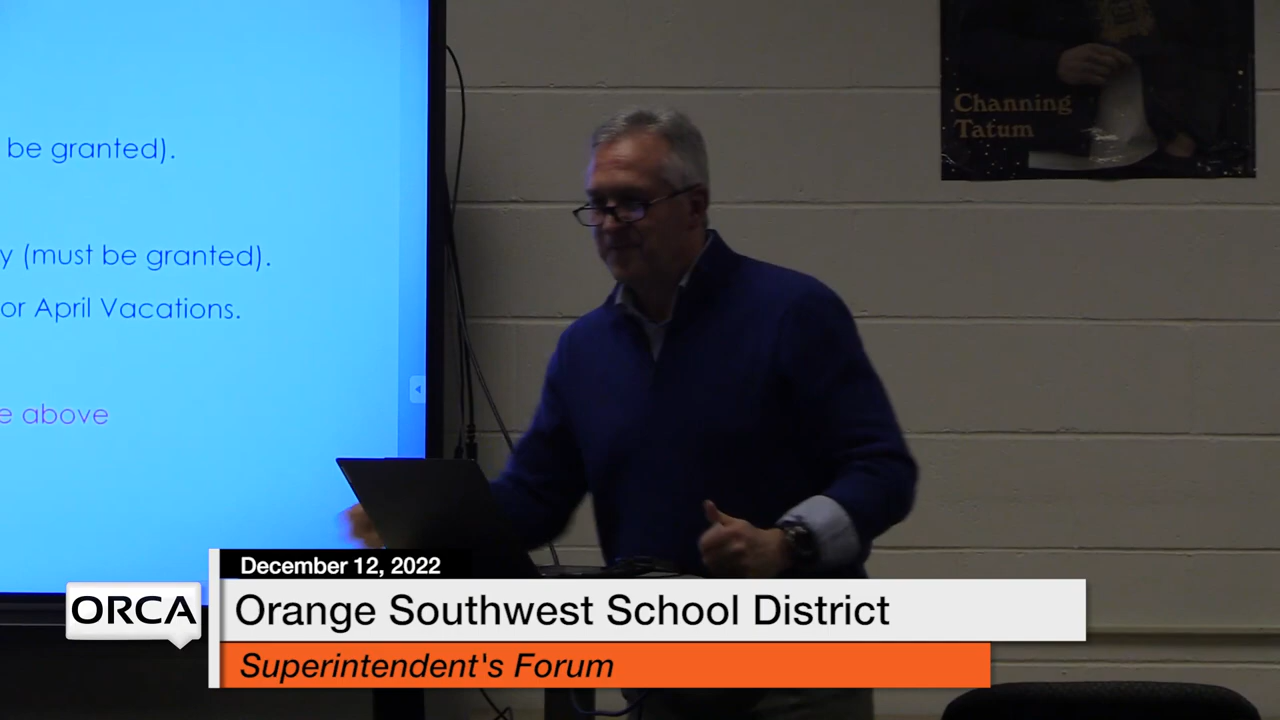 be granted).
y (must be granted).
or April Vacations.
e above
Channing
Tatum
December 12, 2022
ORCA
Orange Southwest School District
Superintendent's Forum